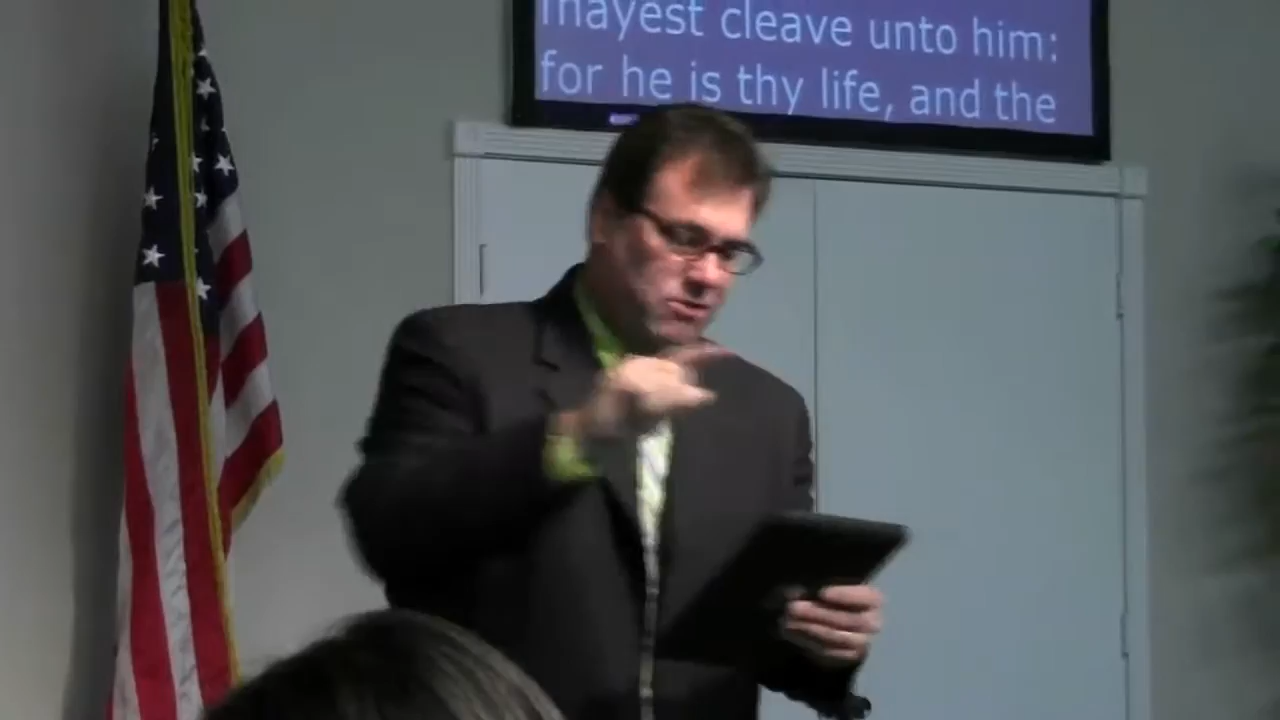 mayest cleave unto him:
for he is thy life, and the